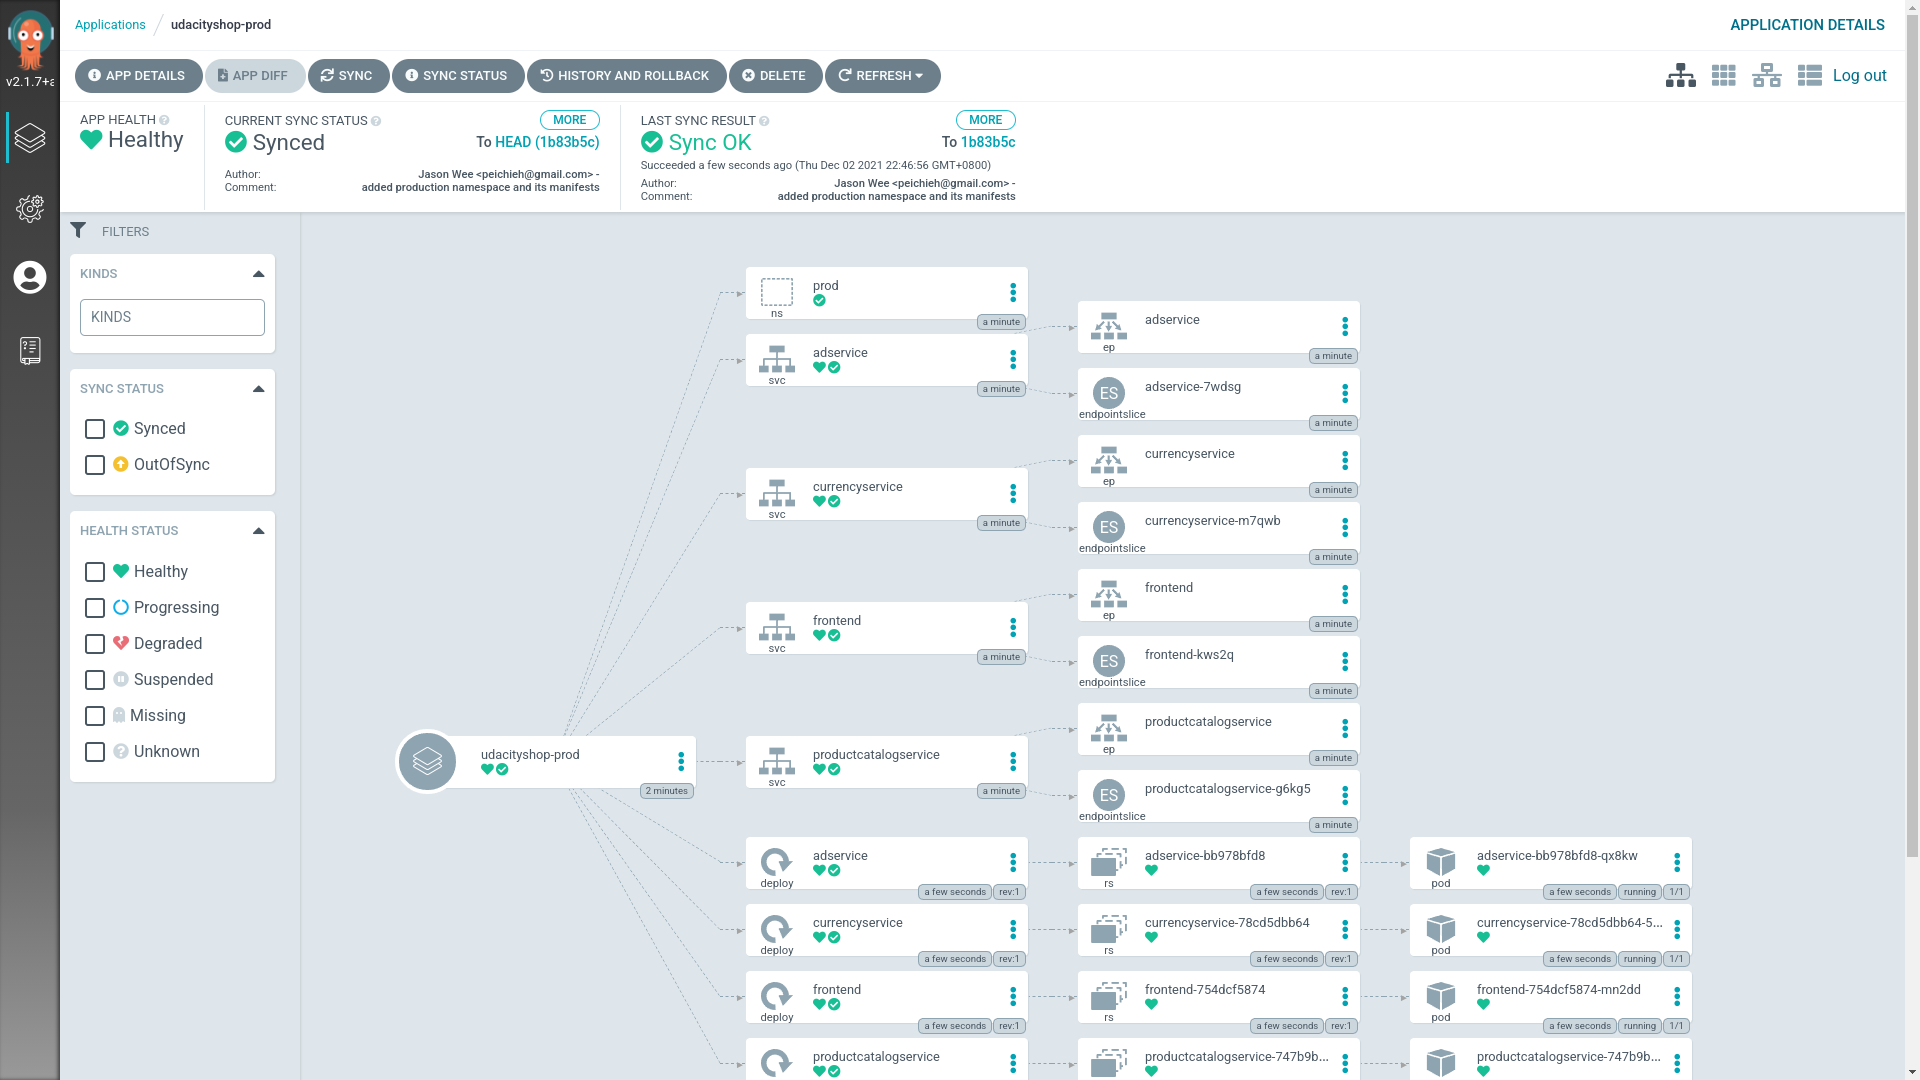 Applications
udacityshop-prod
APPLICATION DETAILS
v2.1.7+a
APP DETAILS
APP DIFF
SYNC
SYNC STATUS
HISTORY AND ROLLBACK
DELETE
REFRESH
Log out
APP HEALTH
Healthy
CURRENT SYNC STATUS
MORE
Synced
To HEAD (1b83b5c)
Author:
Jason Wee <peichieh@gmail.com> -
Comment:
added production namespace and its manifests
LAST SYNC RESULT
MORE
Sync OK
To 1b83b5c
Succeeded a few seconds ago (Thu Dec 02 2021 22:46:56 GMT+0800)
Author:
Jason Wee <peichieh@gmail.com> -
Comment:
added production namespace and its manifests
FILTERS
KINDS
KINDS
SYNC STATUS
Synced
OutOfSync
HEALTH STATUS
Healthy
Progressing
Degraded
Suspended
Missing
Unknown
udacityshop-prod
2 minutes
prod
ns
a minute
adservice
svc
a minute
adservice
ep
a minute
ES
adservice-7wdsg
endpointslice
a minute
currencyservice
svc
a minute
currencyservice
ep
a minute
ES
currencyservice-m7qwb
endpointslice
a minute
frontend
svc
a minute
frontend
ep
a minute
ES
frontend-kws2q
endpointslice
a minute
productcatalogservice
svc
a minute
productcatalogservice
ep
a minute
ES
productcatalogservice-g6kg5
endpointslice
a minute
adservice
deploy
a few seconds
rev:1
adservice-bb978bfd8
rs
a few seconds
rev:1
adservice-bb978bfd8-qx8kw
pod
a few seconds
running
1/1
currencyservice
deploy
a few seconds
rev:1
currencyservice-78cd5dbb64
rs
a few seconds
rev:1
currencyservice-78cd5dbb64-5...
pod
a few seconds
running
1/1
frontend
deploy
a few seconds
rev:1
frontend-754dcf5874
rs
a few seconds
rev:1
frontend-754dcf5874-mn2dd
pod
a few seconds
running
1/1
productcatalogservice
productcatalogservice-747b9b...
productcatalogservice-747b9b...